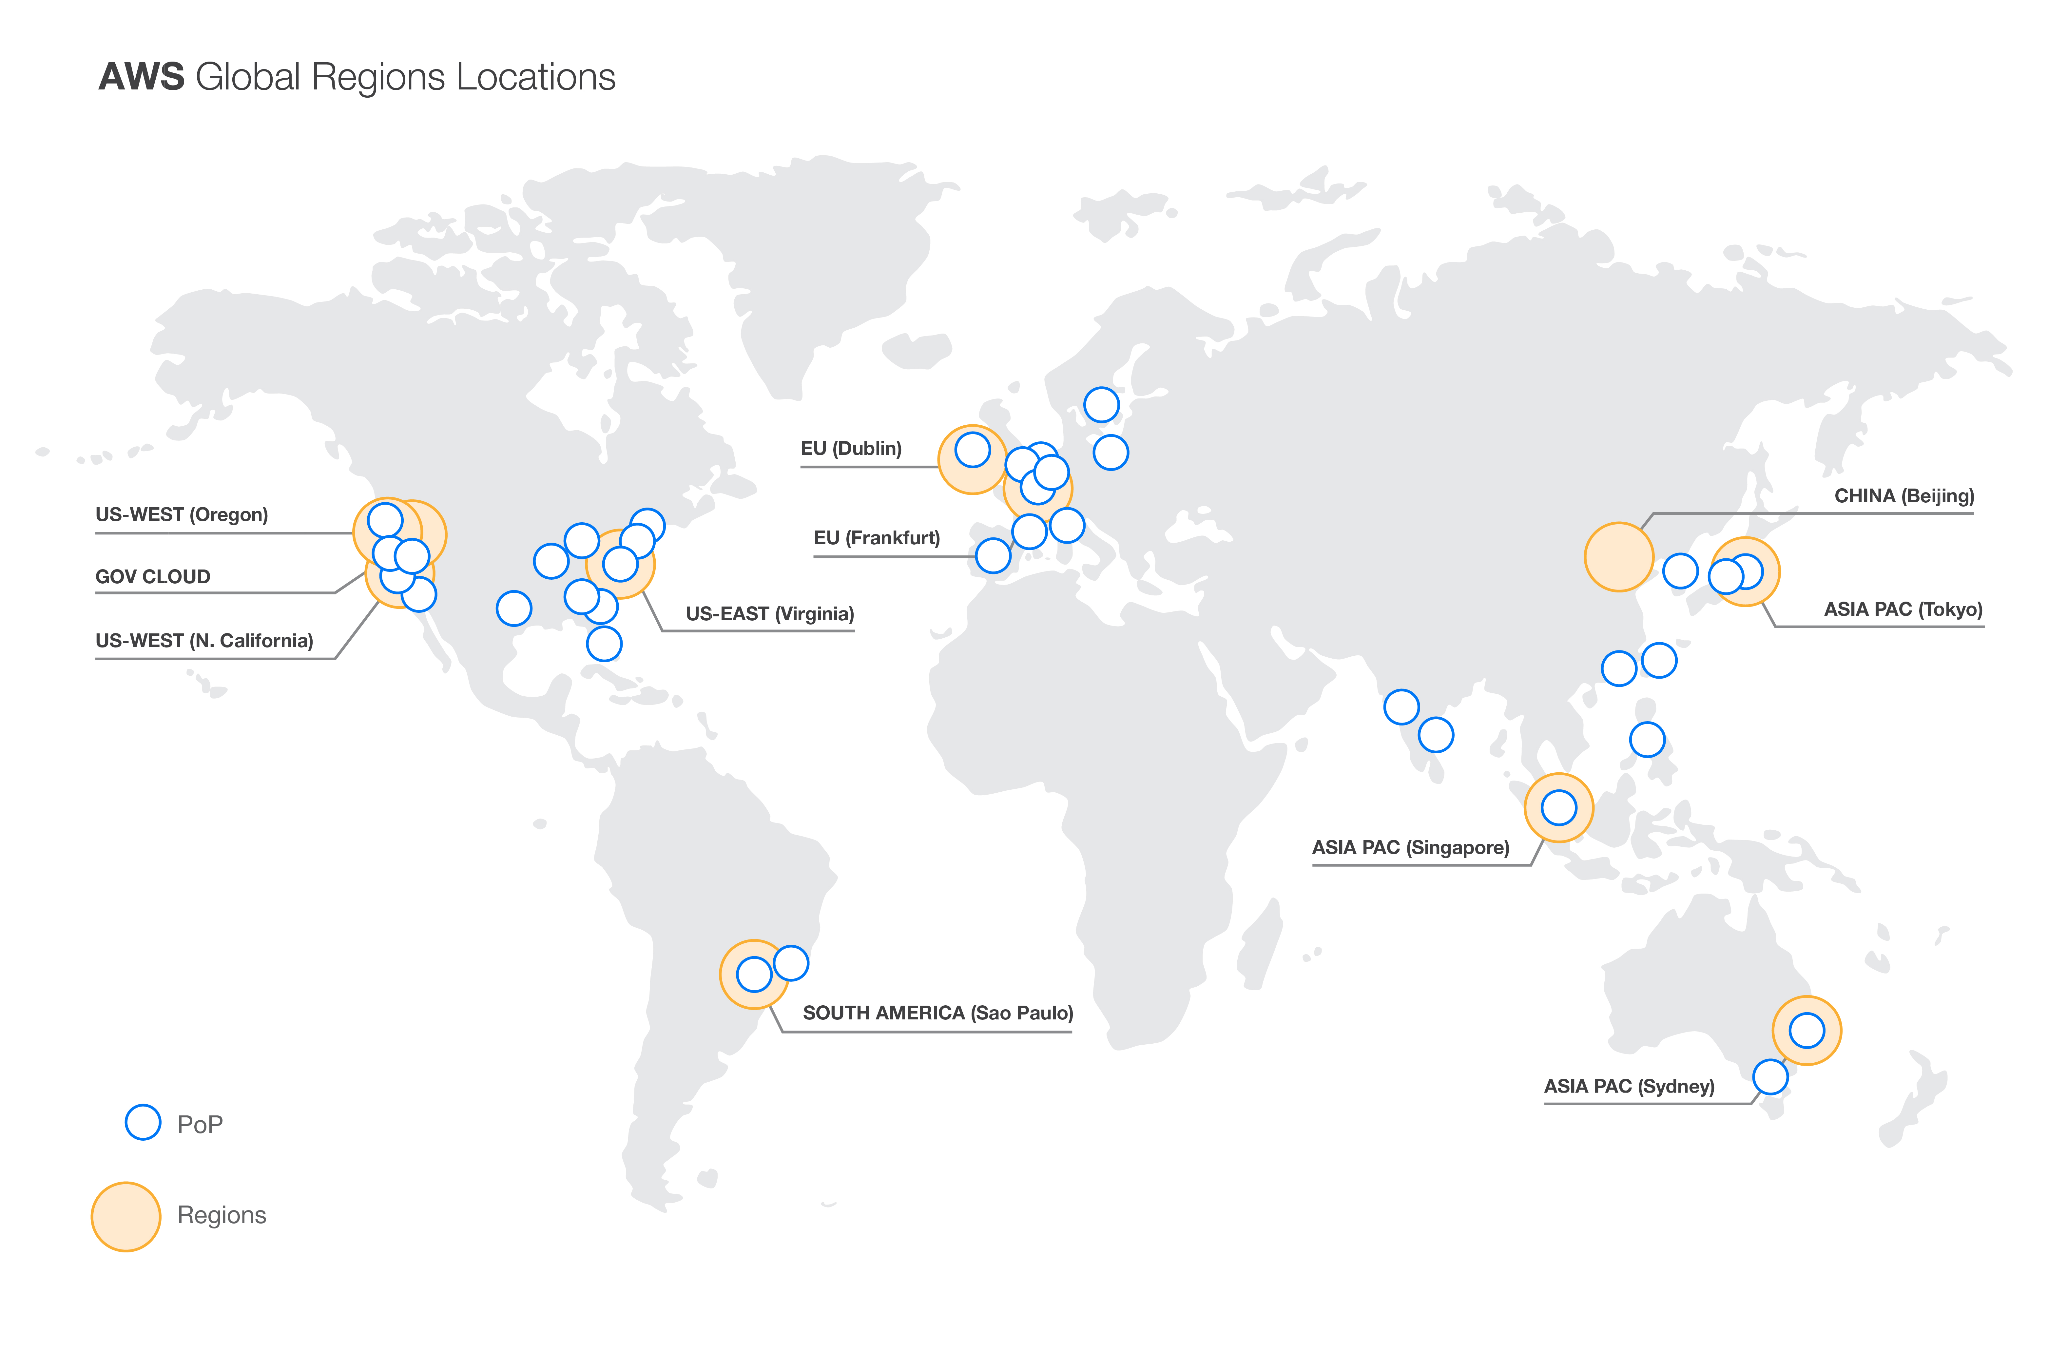 AWS Global Regions Locations
EU (Dublin)
CHINA (Beijing)
US-WEST (Oregon)
EU (Frankfurt)
GOV CLOUD
US-EAST (Virginia)
ASIA PAC (Tokyo)
US-WEST (N. California)
ASIA PAC (Singapore)
SOUTH AMERICA (Sao Paulo)
ASIA PAC (Sydney)
PoP
Regions